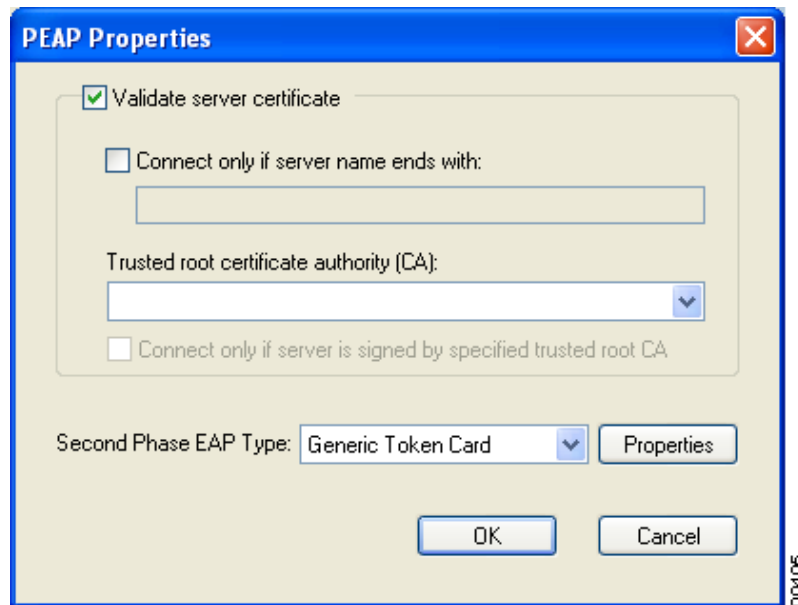 PEAP Properties
Validate server certificate
Connect only if server name ends with:
Trusted root certificate authority (CA):
Connect only if server is signed by specified trusted root CA
Second Phase EAP Type: Generic Token Card Properties
OK Cancel